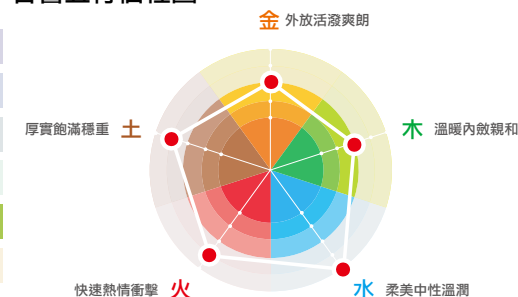 金 外放活潑爽朗
厚實飽滿穩重 土
木 溫暖內斂親和
快速熱情衝擊 火
水 柔美中性溫潤